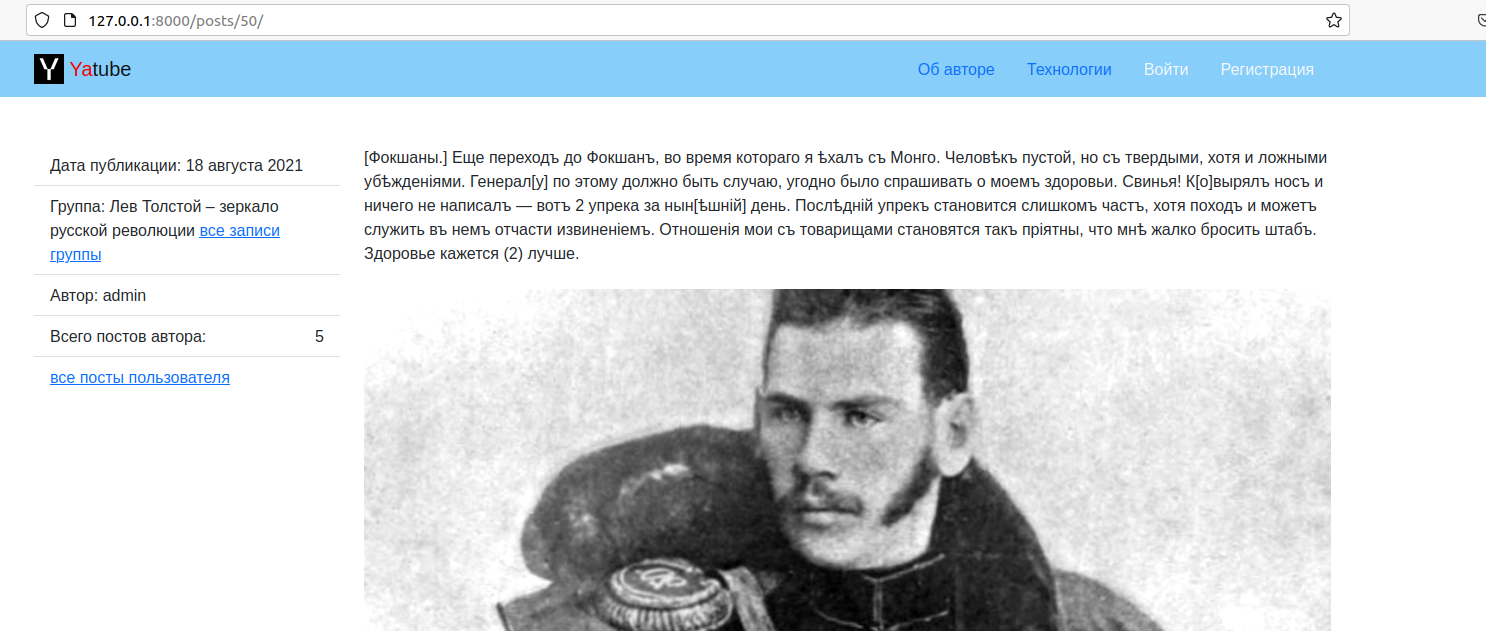 127.0.0.1:8000/posts/50/
Yatube
Об авторе
Технологии
Войти
Регистрация
Дата публикации: 18 августа 2021
Группа: Лев Толстой – зеркало
русской революции все записи
группы
Автор: admin
Всего постов автора: 5
все посты пользователя
[Фокшаны.] Еще переходъ до Фокшанъ, во время котораго я ѣхалъ съ Монго. Человѣкъ пустой, но съ твердыми, хотя и ложными
убѣжденіями. Генерал[у] по этому должно быть случаю, угодно было спрашивать о моемъ здоровьи. Свинья! К[о]вырялъ носъ и
ничего не написалъ — вотъ 2 упрека за нын[ѣшній] день. Послѣдній упрекъ становится слишкомъ частъ, хотя походъ и можетъ
служить въ немъ отчасти извиненіемъ. Отношенія мои съ товарищами становятся такъ пріятны, что мнѣ жалко бросить штабъ.
Здоровье кажется (2) лучше.